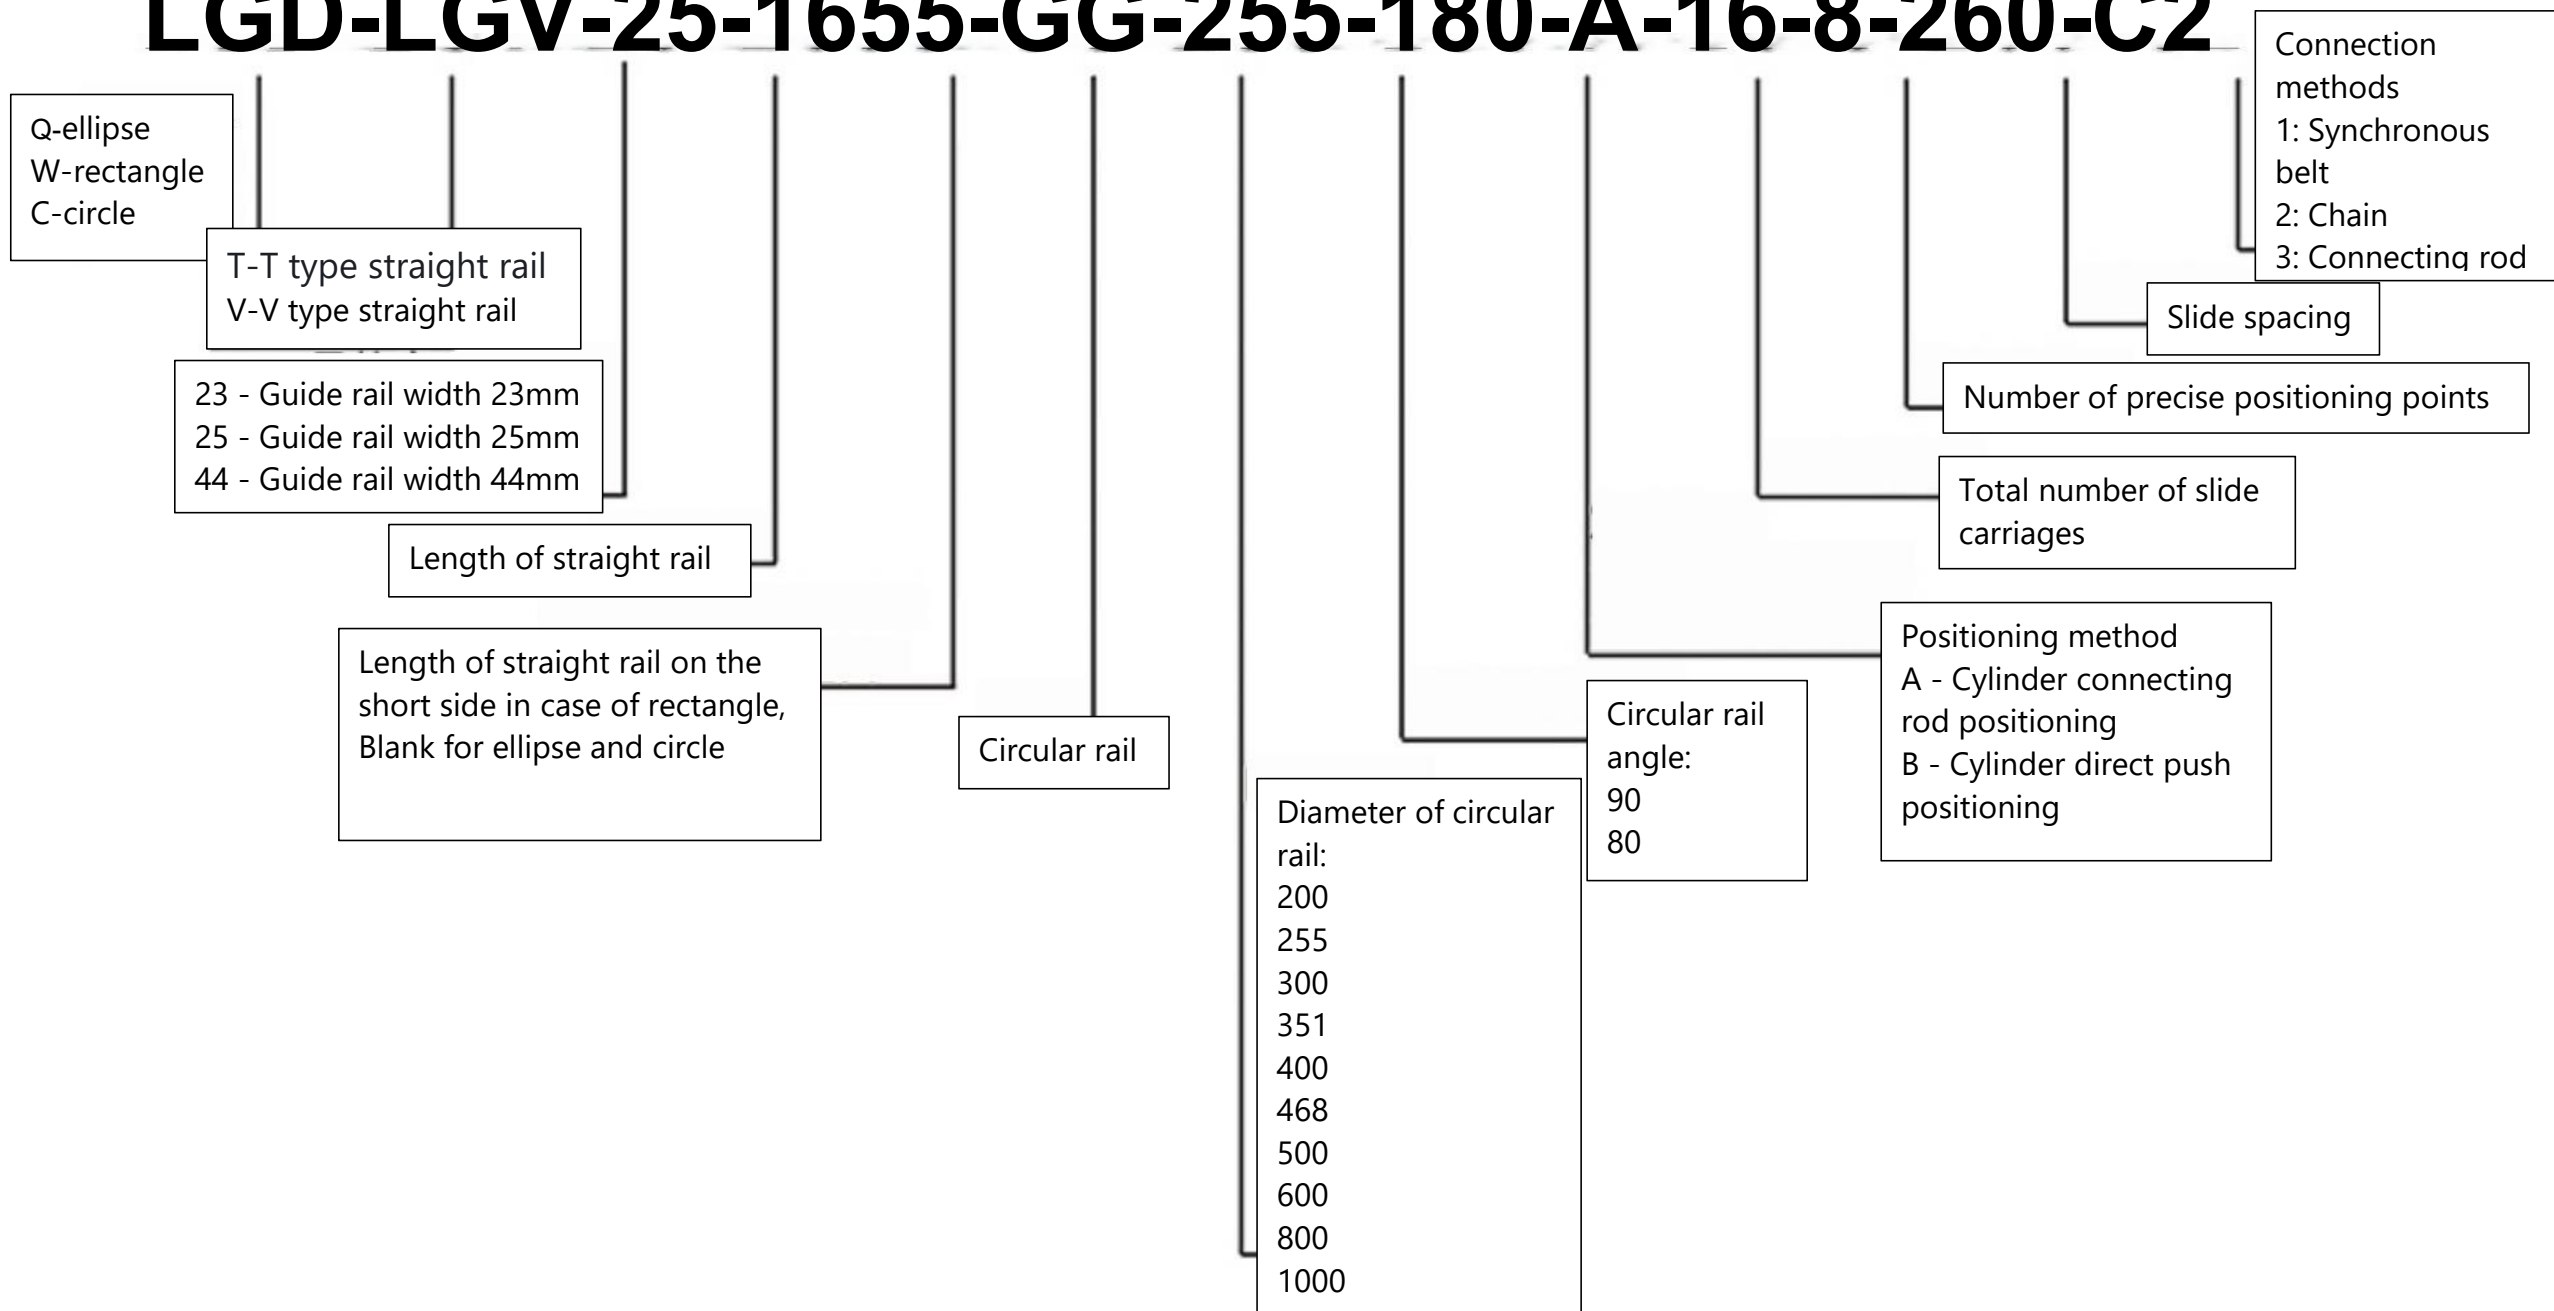 LGD-LGV-25-1655-GG-255-180-A-16-8-260-C2
Connection
methods
1: Synchronous
belt
2: Chain
3: Connecting rod
Q-ellipse
W-rectangle
C-circle
T-T type straight rail
V-V type straight rail
Slide spacing
23 - Guide rail width 23mm
25 - Guide rail width 25mm
44 - Guide rail width 44mm
Number of precise positioning points
Total number of slide
carriages
Length of straight rail
Length of straight rail on the
short side in case of rectangle,
Blank for ellipse and circle
Positioning method
A - Cylinder connecting
rod positioning
B - Cylinder direct push
positioning
Circular rail
angle:
90
80
Circular rail
Diameter of circular
rail:
200
255
300
351
400
468
500
600
800
1000